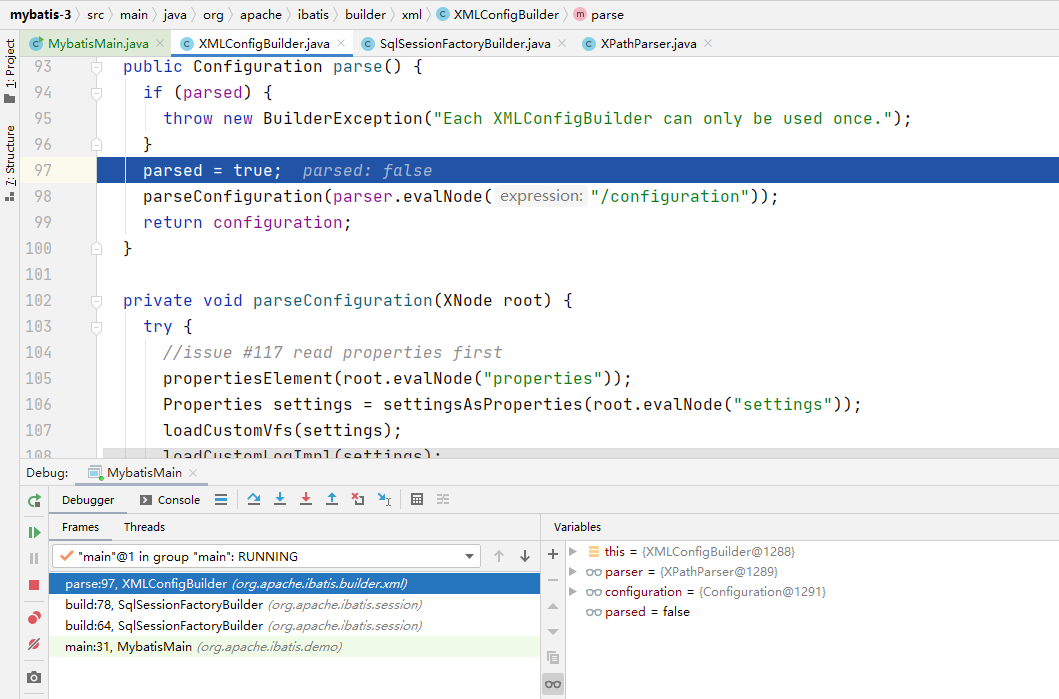 mybatis-3 src main java org apache ibatis builder xml C XMLConfigBuilder m parse
MybatisMain.java XMLConfigBuilder.java SqlSessionFactoryBuilder.java XPathParser.java
1: Project
7: Structure
93 public Configuration parse() {
94 if (parsed) {
95 throw new BuilderException("Each XMLConfigBuilder can only be used once.");
96 }
97 parsed = true; parsed: false
98 parseConfiguration(parser.evalNode( expression: "/configuration"));
99 return configuration;
100 }
101
102 private void parseConfiguration(XNode root) {
103 try {
104 //issue #117 read properties first
105 propertiesElement(root.evalNode("properties"));
106 Properties settings = settingsAsProperties(root.evalNode("settings"));
107 loadCustomVfs(settings);
108 loadCustomLogImpl(settings);
Debug: MybatisMain
Debugger Console
Frames Threads
"main"@1 in group "main": RUNNING
parse:97, XMLConfigBuilder (org.apache.ibatis.builder.xml)
build:78, SqlSessionFactoryBuilder (org.apache.ibatis.session)
build:64, SqlSessionFactoryBuilder (org.apache.ibatis.session)
main:31, MybatisMain (org.apache.ibatis.demo)
Variables
this = {XMLConfigBuilder@1288}
parser = {XPathParser@1289}
configuration = {Configuration@1291}
parsed = false